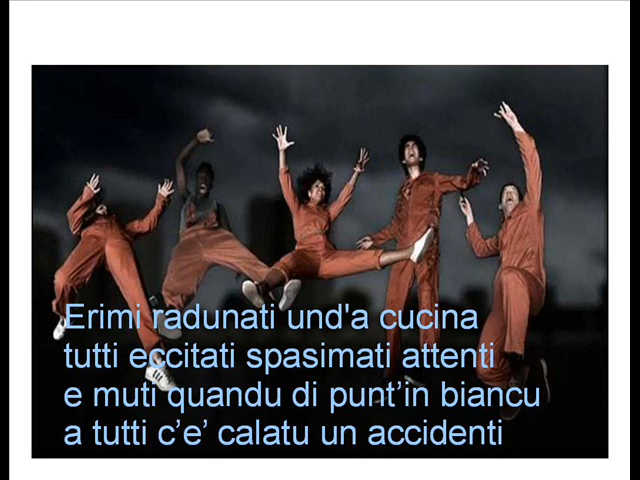 Erimi radunati und'a cucina
tutti eccitati spasimati attenti
e muti quandu di punt’in biancu
a tutti c’e’ calatu un accidenti